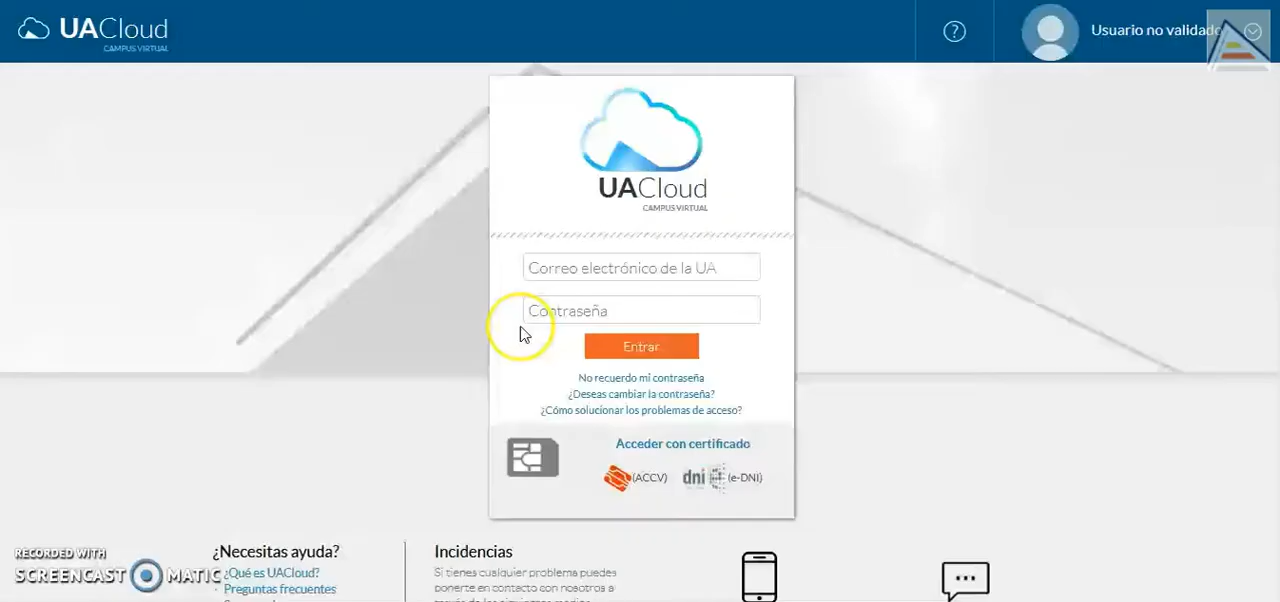 UACloud
CAMPUS VIRTUAL
?
Usuario no validado
UACloud
CAMPUS VIRTUAL
Correo electrónico de la UA
Contraseña
Entrar
No recuerdo mi contraseña
¿Deseas cambiar la contraseña?
¿Cómo solucionar los problemas de acceso?
Acceder con certificado
(ACCV) dni (e-DNI)
¿Necesitas ayuda?
¿Qué es UACloud?
Preguntas frecuentes
Incidencias
Si tienes cualquier problema puedes
ponerte en contacto con nosotros a
RECORDED WITH
SCREENCAST MATIC